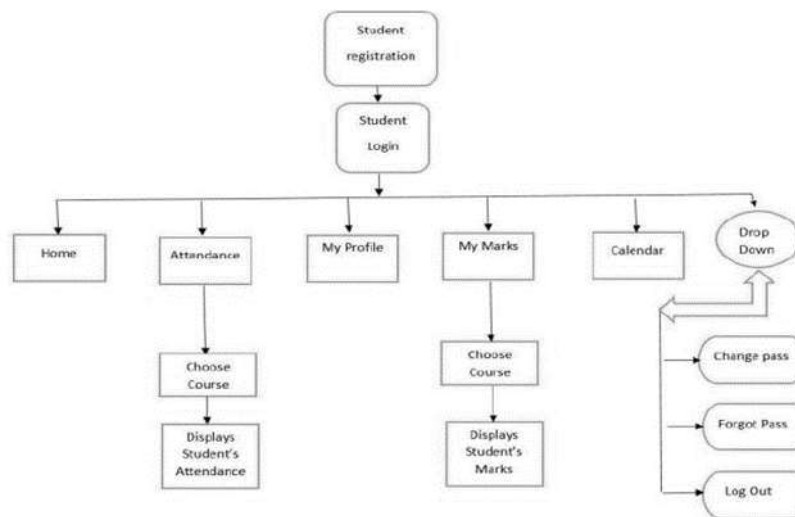 Student
registration
Student
Login
Home
Attendance
My Profile
My Marks
Calendar
Drop
Down
Choose
Course
Displays
Student's
Attendance
Choose
Course
Displays
Student's
Marks
Change pass
Forgot Pass
Log Out